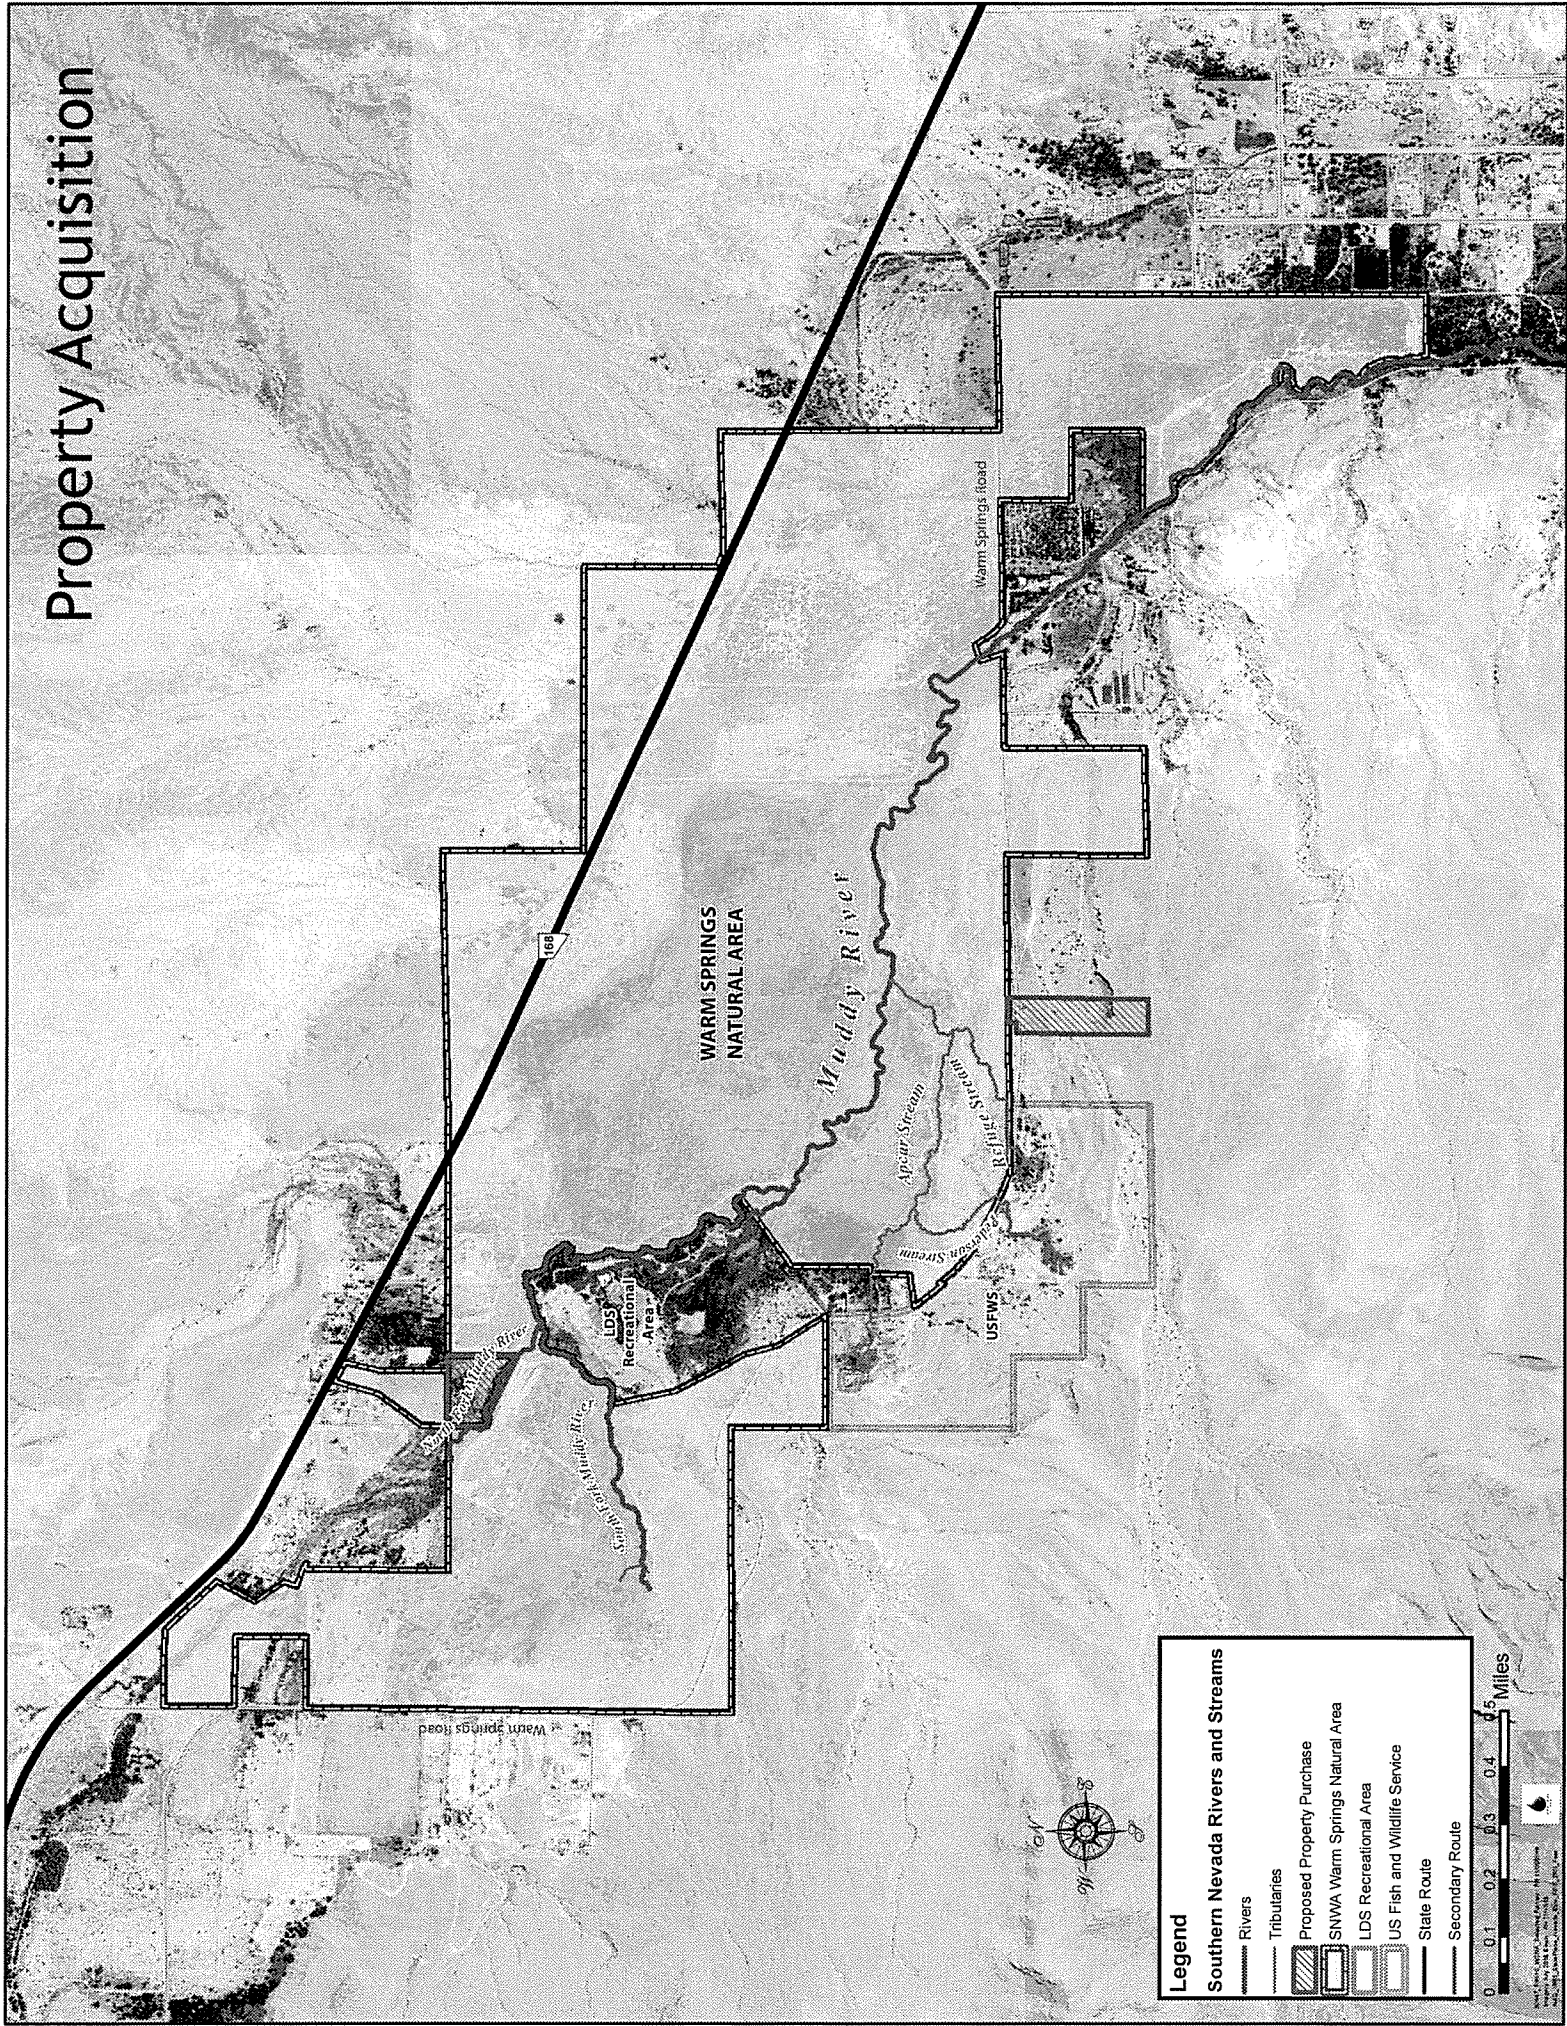 Property Acquisition
168
WARM SPRINGS
NATURAL AREA
Muddy River
Warm Springs Road
Apcar Stream
Refuge Stream
Pederson Stream
USFWS
LDS
Recreational
Area
North Fork Muddy River
South Fork Muddy River
Warm Springs Road
N
E
S
W
Legend
Southern Nevada Rivers and Streams
Rivers
Tributaries
Proposed Property Purchase
SNWA Warm Springs Natural Area
LDS Recreational Area
US Fish and Wildlife Service
State Route
Secondary Route
0 0.1 0.2 0.3 0.4 0.5
Miles